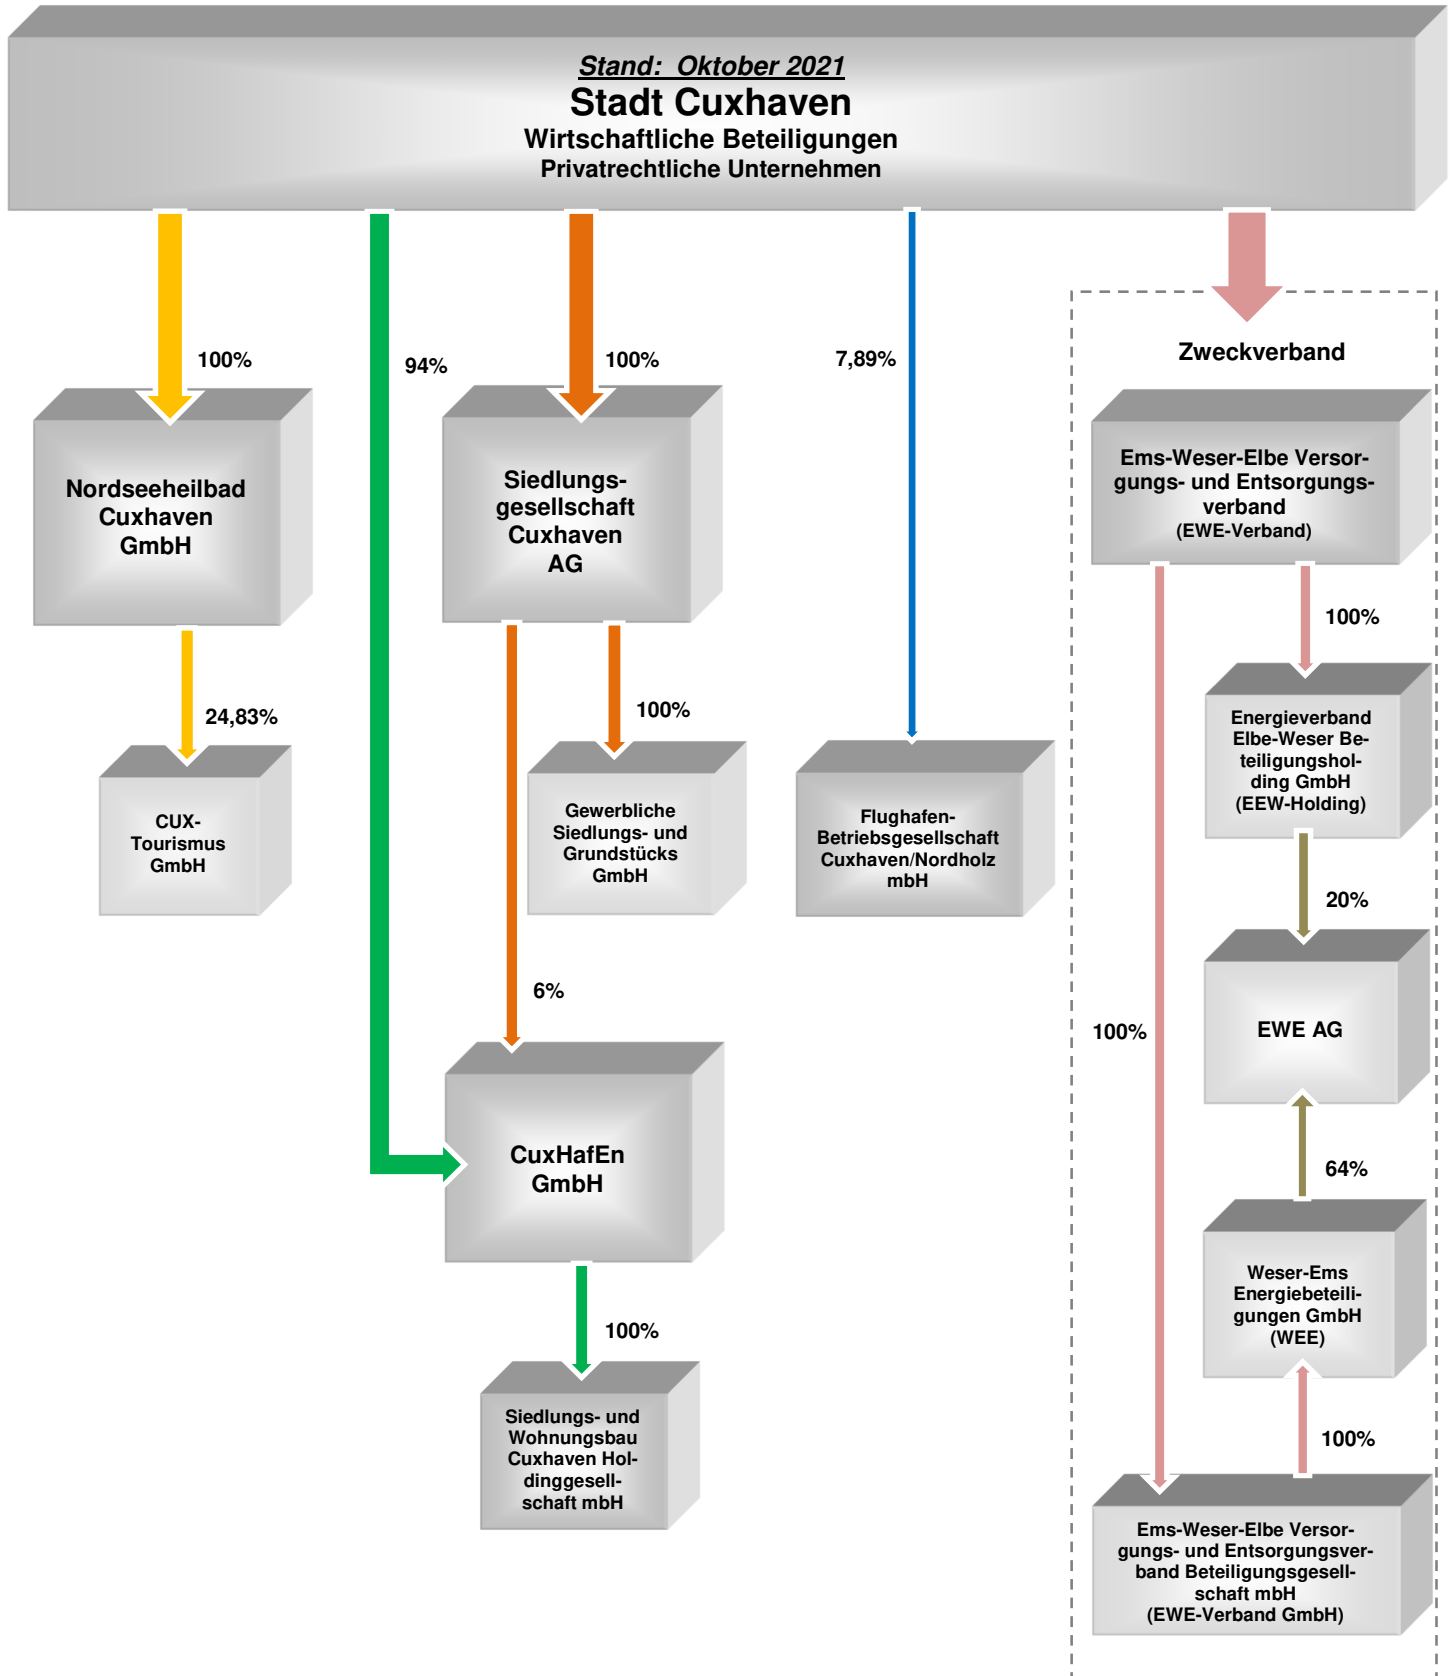 Stand: Oktober 2021
Stadt Cuxhaven
Wirtschaftliche Beteiligungen
Privatrechtliche Unternehmen
100%
94%
100%
7,89%
Zweckverband
Nordseeheilbad
Cuxhaven
GmbH
Siedlungs-
gesellschaft
Cuxhaven
AG
Ems-Weser-Elbe Versor-
gungs- und Entsorgungs-
verband
(EWE-Verband)
24,83%
100%
100%
CUX-
Tourismus
GmbH
Gewerbliche
Siedlungs- und
Grundstücks
GmbH
Flughafen-
Betriebsgesellschaft
Cuxhaven/Nordholz
mbH
Energieverband
Elbe-Weser Be-
teiligungshol-
ding GmbH
(EEW-Holding)
20%
6%
100%
EWE AG
CuxHafEn
GmbH
64%
Weser-Ems
Energiebeteili-
gungen GmbH
(WEE)
100%
100%
Siedlungs- und
Wohnungsbau
Cuxhaven Hol-
dinggesell-
schaft mbH
Ems-Weser-Elbe Versor-
gungs- und Entsorgungsver-
band Beteiligungsgesell-
schaft mbH
(EWE-Verband GmbH)